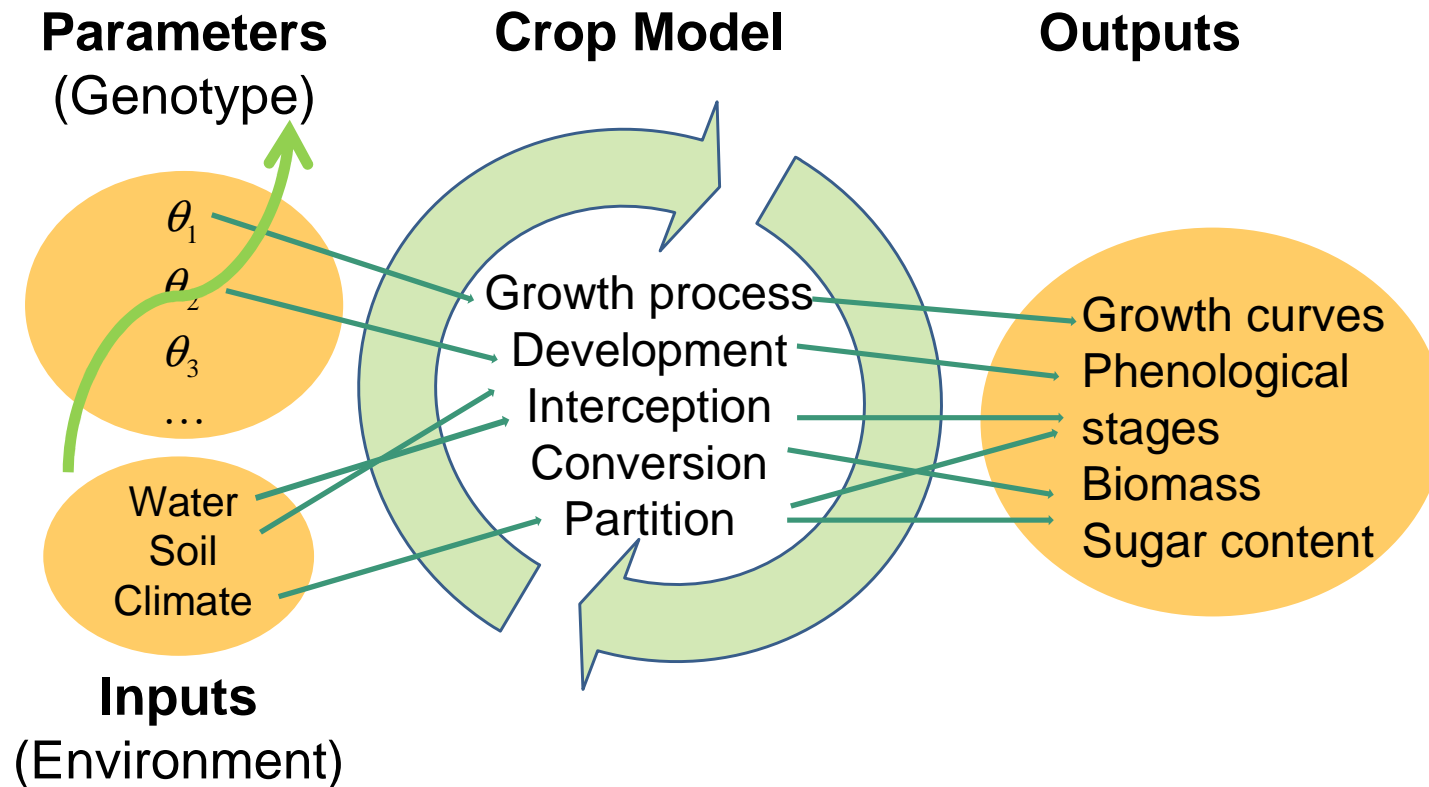 Parameters
(Genotype)
θ₁
θ₂
θ₃
…
Water
Soil
Climate
Inputs
(Environment)
Crop Model
Growth process
Development
Interception
Conversion
Partition
Outputs
Growth curves
Phenological
stages
Biomass
Sugar content